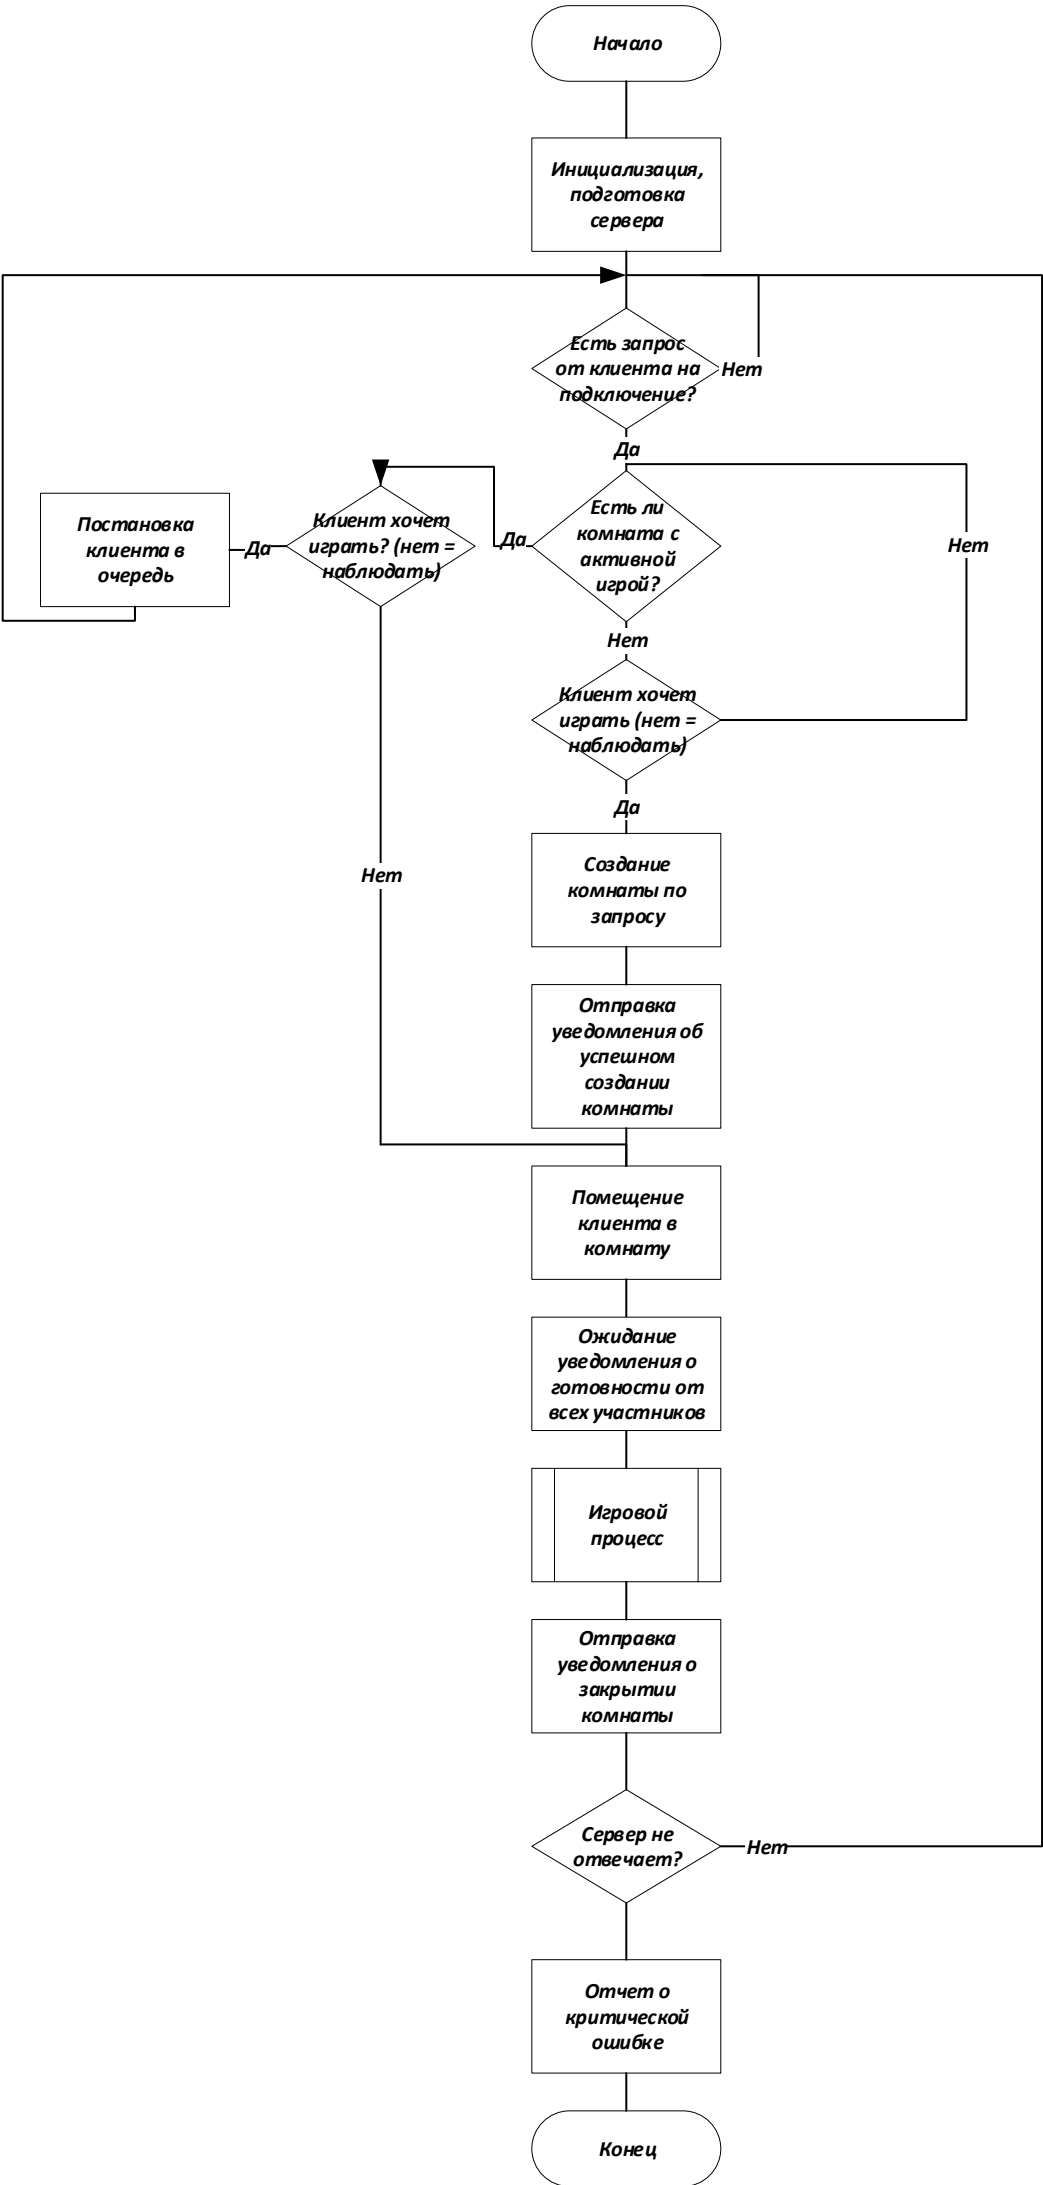 Начало
Инициализация,
подготовка
сервера
Есть запрос
от клиента на
подключение?
Нет
Да
Есть ли
комната с
активной
игрой?
Да
Клиент хочет
играть? (нет =
наблюдать)
Да
Постановка
клиента в
очередь
Нет
Нет
Клиент хочет
играть (нет =
наблюдать)
Да
Нет
Создание
комнаты по
запросу
Отправка
уведомления об
успешном
создании
комнаты
Помещение
клиента в
комнату
Ожидание
уведомления о
готовности от
всех участников
Игровой
процесс
Отправка
уведомления о
закрытии
комнаты
Сервер не
отвечает?
Нет
Отчет о
критической
ошибке
Конец